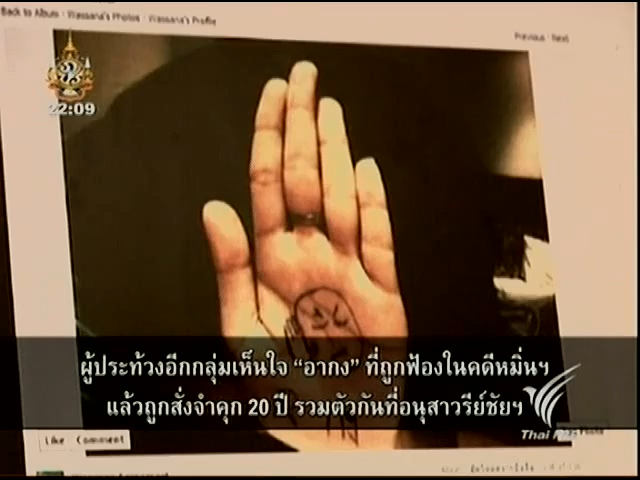 Back to Album · Wassana's Photos · Wassana's Profile
Previous · Next
22:09
ผู้ประท้วงอีกกลุ่มเห็นใจ “อากง” ที่ถูกฟ้องในคดีหมิ่นฯ
แล้วถูกสั่งจำคุก 20 ปี รวมตัวกันที่อนุสาวรีย์ชัยฯ
Like · Comment
Thai